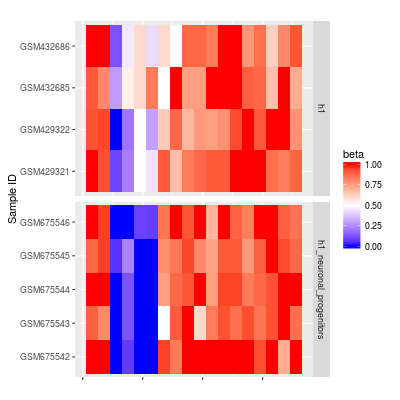 GSM432686
GSM432685
GSM429322
GSM429321
h1
GSM675546
GSM675545
GSM675544
GSM675543
GSM675542
h1_neuronal_progenitors
Sample ID
beta
1.00
0.75
0.50
0.25
0.00